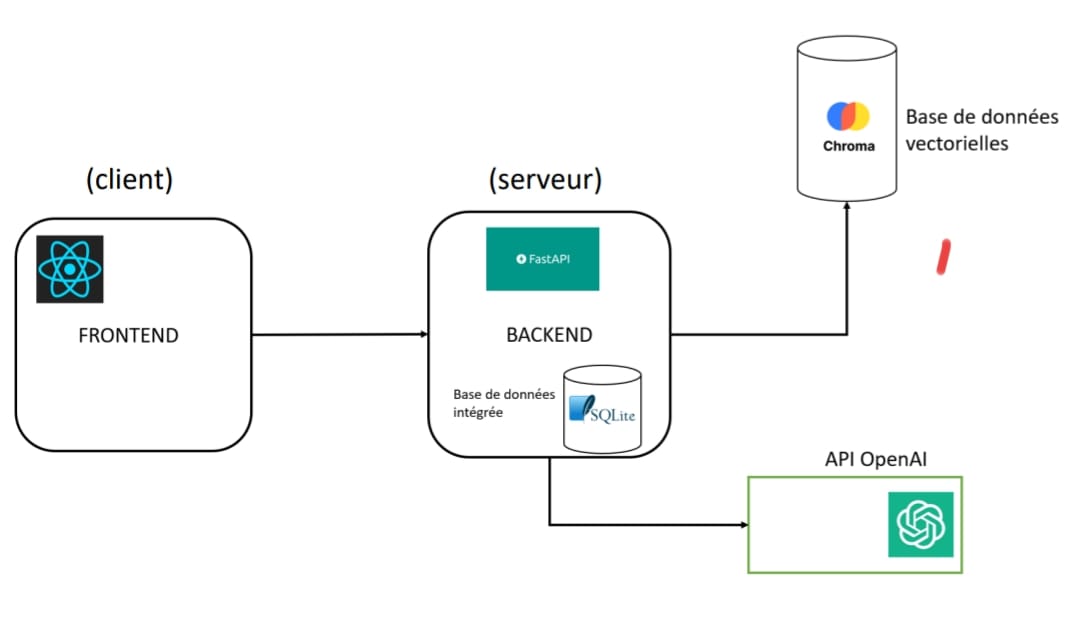 (client)
FRONTEND
(serveur)
FastAPI
BACKEND
Base de données
intégrée
SQLite
Chroma
Base de données
vectorielles
API OpenAI